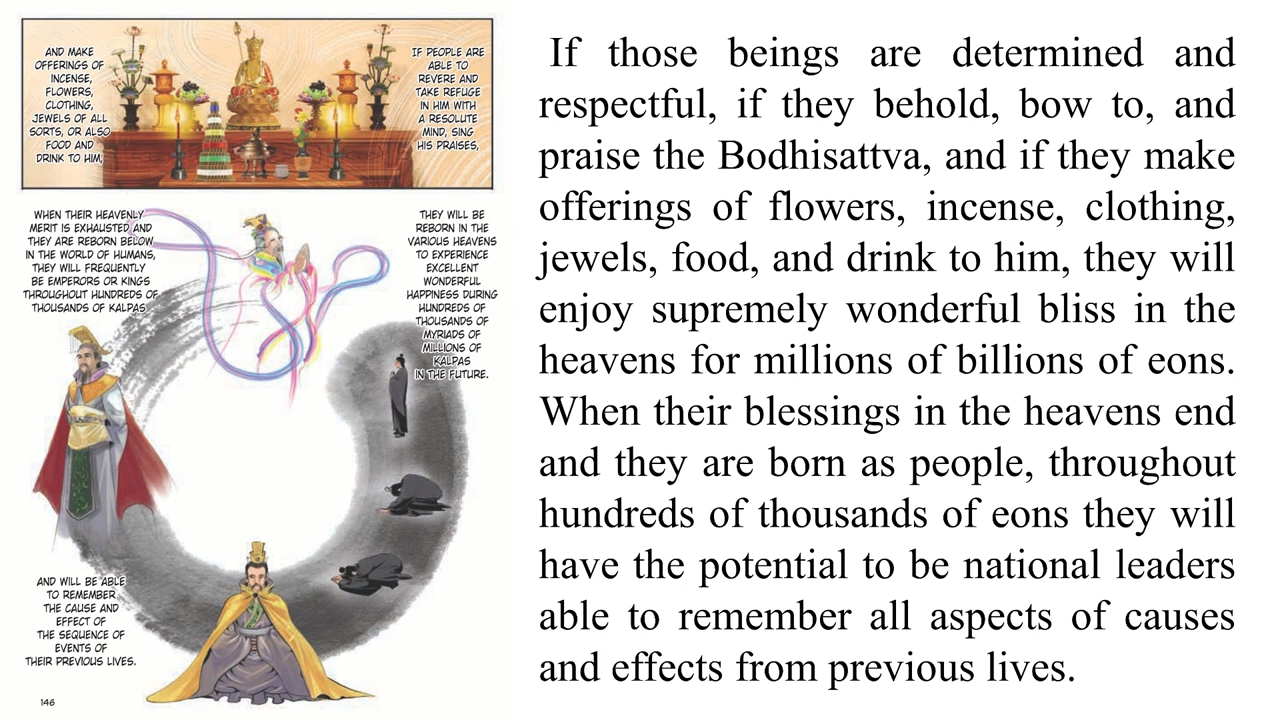 IF PEOPLE ARE
ABLE TO
REVERE AND
TAKE REFUGE
IN HIM WITH
A RESOLUTE
MIND, SING
HIS PRAISES,
AND MAKE
OFFERINGS OF
INCENSE,
FLOWERS,
CLOTHING,
JEWELS OF ALL
SORTS, OR ALSO
FOOD AND
DRINK TO HIM,
THEY WILL BE
REBORN IN THE
VARIOUS HEAVENS
TO EXPERIENCE
EXCELLENT
WONDERFUL
HAPPINESS DURING
HUNDREDS OF
THOUSANDS OF
MYRIADS OF
MILLIONS OF
KALPAS
IN THE FUTURE.
WHEN THEIR HEAVENLY
MERIT IS EXHAUSTED AND
THEY ARE REBORN BELOW
IN THE WORLD OF HUMANS,
THEY WILL FREQUENTLY
BE EMPERORS OR KINGS
THROUGHOUT HUNDREDS OF
THOUSANDS OF KALPAS
AND WILL BE ABLE
TO REMEMBER
THE CAUSE AND
EFFECT OF
THE SEQUENCE OF
EVENTS OF
THEIR PREVIOUS LIVES.
146
If those beings are determined and
respectful, if they behold, bow to, and
praise the Bodhisattva, and if they make
offerings of flowers, incense, clothing,
jewels, food, and drink to him, they will
enjoy supremely wonderful bliss in the
heavens for millions of billions of eons.
When their blessings in the heavens end
and they are born as people, throughout
hundreds of thousands of eons they will
have the potential to be national leaders
able to remember all aspects of causes
and effects from previous lives.